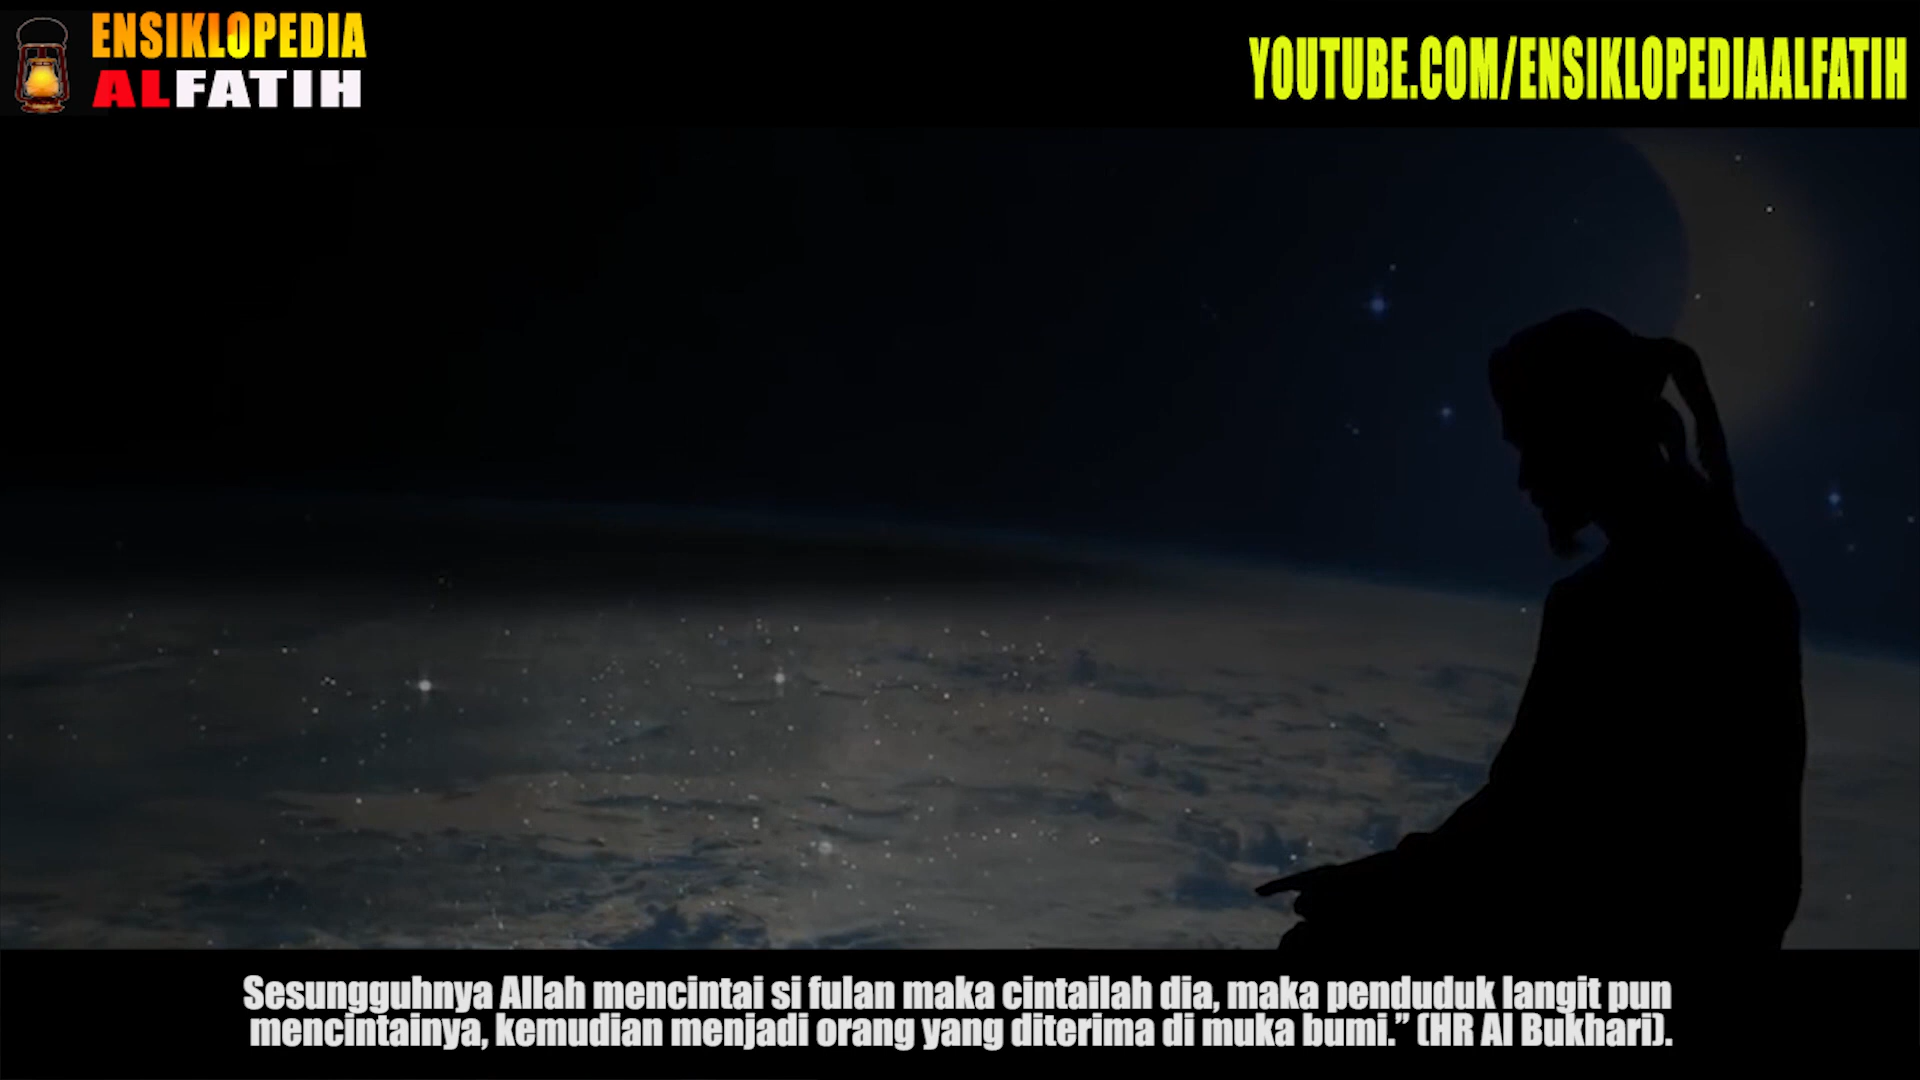 ENSIKLOPEDIA
ALFATIH
YOUTUBE.COM/ENSIKLOPEDIAALFATIH
Sesungguhnya Allah mencintai si fulan maka cintailah dia, maka penduduk langit pun
mencintainya, kemudian menjadi orang yang diterima di muka bumi.” (HR Al Bukhari).